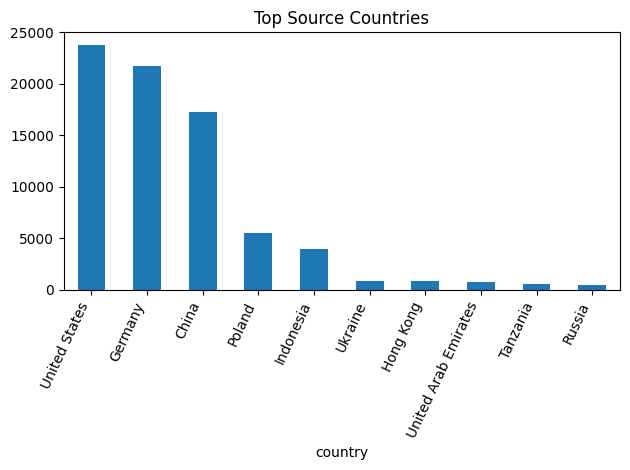 Top Source Countries
25000
20000
15000
10000
5000
0
United States
Germany
China
Poland
Indonesia
Ukraine
Hong Kong
United Arab Emirates
Tanzania
Russia
country